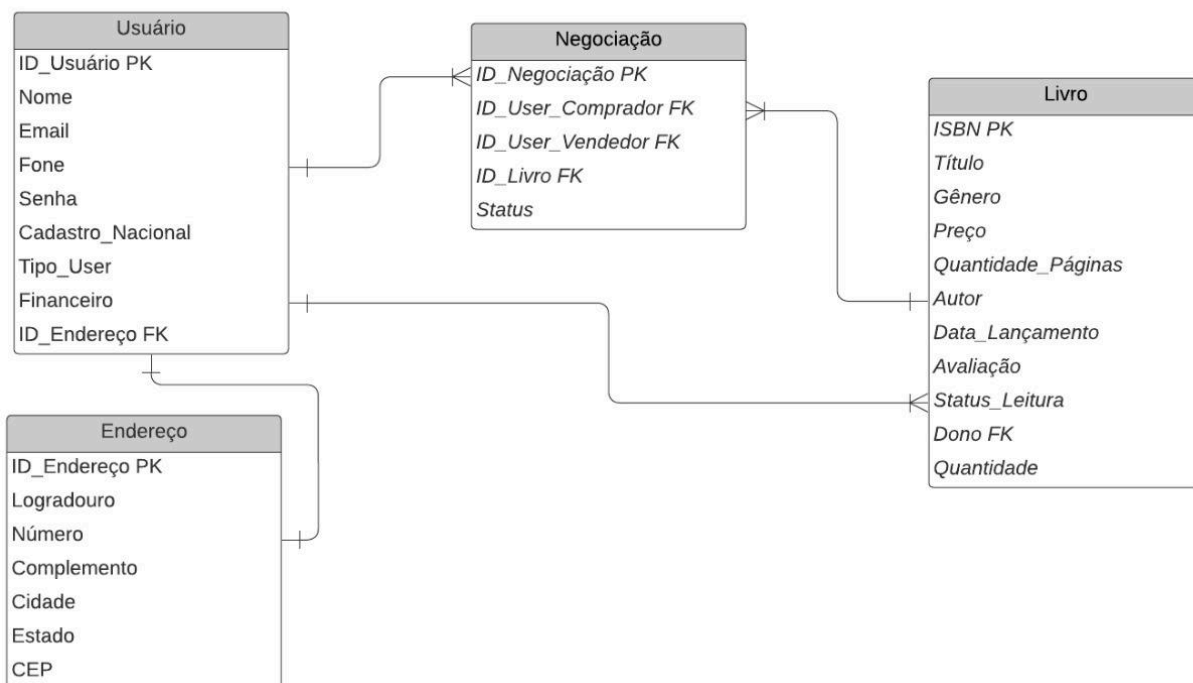 Usuário
ID_Usuário PK
Nome
Email
Fone
Senha
Cadastro_Nacional
Tipo_User
Financeiro
ID_Endereço FK
Negociação
ID_Negociação PK
ID_User_Comprador FK
ID_User_Vendedor FK
ID_Livro FK
Status
Livro
ISBN PK
Título
Gênero
Preço
Quantidade_Páginas
Autor
Data_Lançamento
Avaliação
Status_Leitura
Dono FK
Quantidade
Endereço
ID_Endereço PK
Logradouro
Número
Complemento
Cidade
Estado
CEP